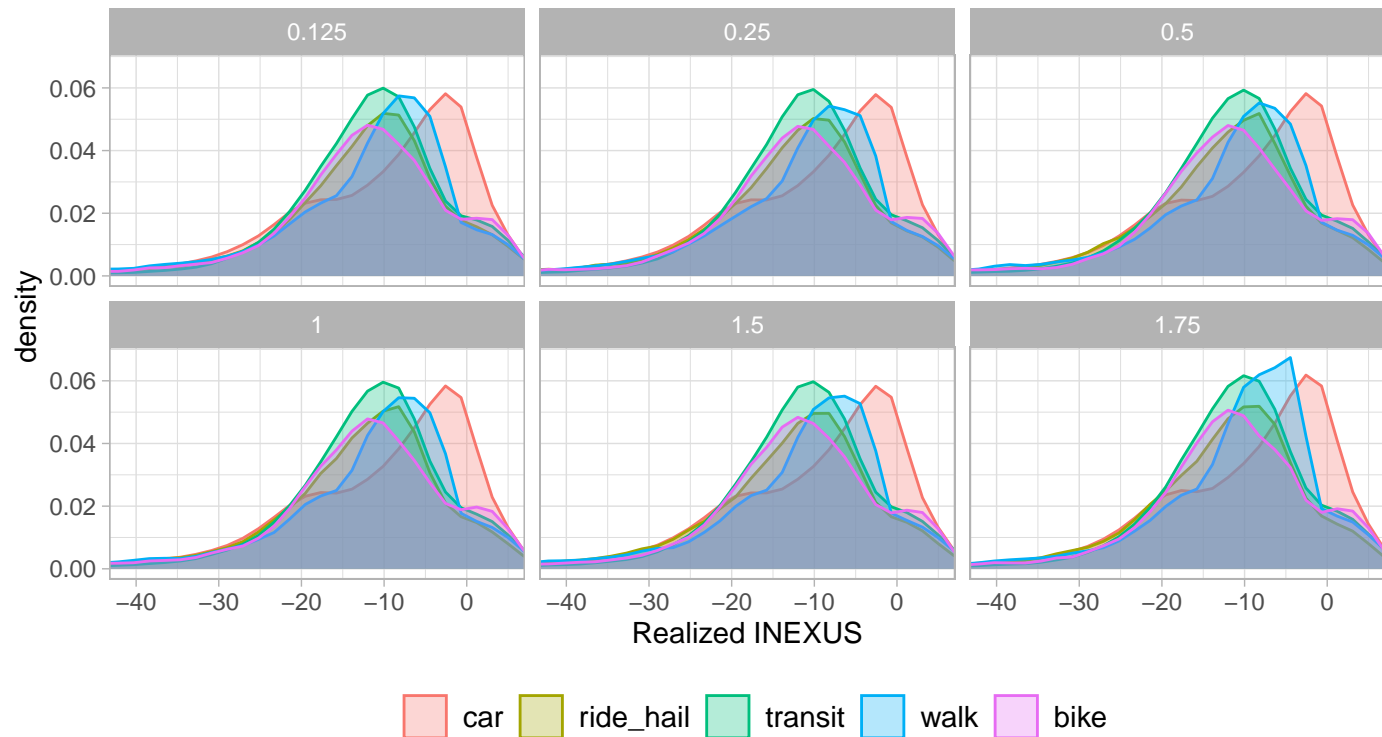 0.125 0.25 0.5
0.06
0.04
0.02
0.00
density
1 1.5 1.75
0.06
0.04
0.02
0.00
−40 −30 −20 −10 0 −40 −30 −20 −10 0 −40 −30 −20 −10 0
Realized INEXUS
car ride_hail transit walk bike